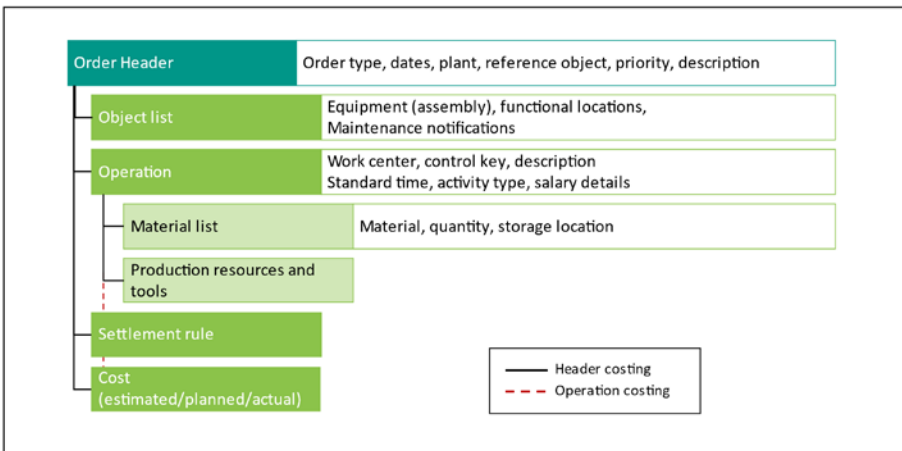 Order Header
Order type, dates, plant, reference object, priority, description
Object list
Equipment (assembly), functional locations,
Maintenance notifications
Operation
Work center, control key, description
Standard time, activity type, salary details
Material list
Material, quantity, storage location
Production resources and
tools
Settlement rule
Cost
(estimated/planned/actual)
Header costing
Operation costing